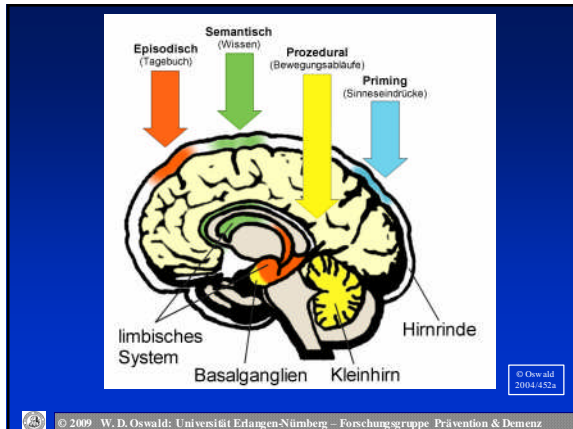 Episodisch
(Tagebuch)
Semantisch
(Wissen)
Prozedural
(Bewegungsabläufe)
Priming
(Sinneseindrücke)
limbisches
System
Basalganglien
Kleinhirn
Hirnrinde
© Oswald
2004/452a
© 2009 W. D. Oswald: Universität Erlangen-Nürnberg – Forschungsgruppe Prävention & Demenz